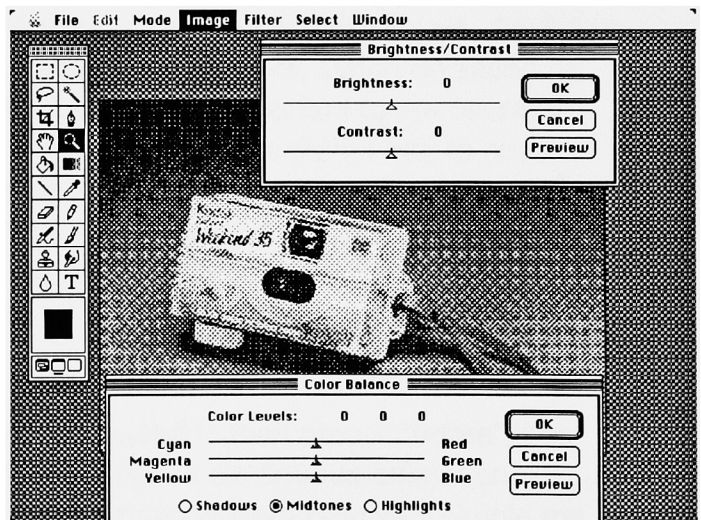 File Edit Mode Image Filter Select Window
Brightness/Contrast
Brightness: 0
OK
Contrast: 0
Cancel
Preview
T
Kodak
Weekend 35
Color Balance
Color Levels: 0 0 0
OK
Cyan Red
Magenta Green
Cancel
Yellow Blue
Preview
Shadows Midtones Highlights